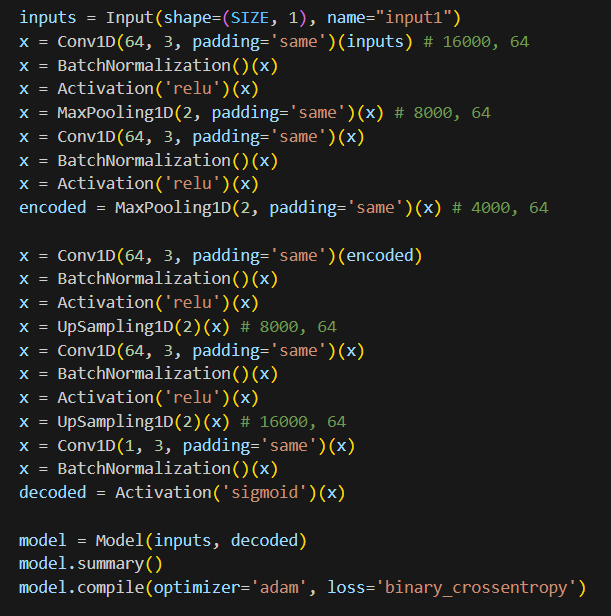 inputs = Input(shape=(SIZE, 1), name="input1")
x = Conv1D(64, 3, padding='same')(inputs) # 16000, 64
x = BatchNormalization()(x)
x = Activation('relu')(x)
x = MaxPooling1D(2, padding='same')(x) # 8000, 64
x = Conv1D(64, 3, padding='same')(x)
x = BatchNormalization()(x)
x = Activation('relu')(x)
encoded = MaxPooling1D(2, padding='same')(x) # 4000, 64

x = Conv1D(64, 3, padding='same')(encoded)
x = BatchNormalization()(x)
x = Activation('relu')(x)
x = UpSampling1D(2)(x) # 8000, 64
x = Conv1D(64, 3, padding='same')(x)
x = BatchNormalization()(x)
x = Activation('relu')(x)
x = UpSampling1D(2)(x) # 16000, 64
x = Conv1D(1, 3, padding='same')(x)
x = BatchNormalization()(x)
decoded = Activation('sigmoid')(x)

model = Model(inputs, decoded)
model.summary()
model.compile(optimizer='adam', loss='binary_crossentropy')